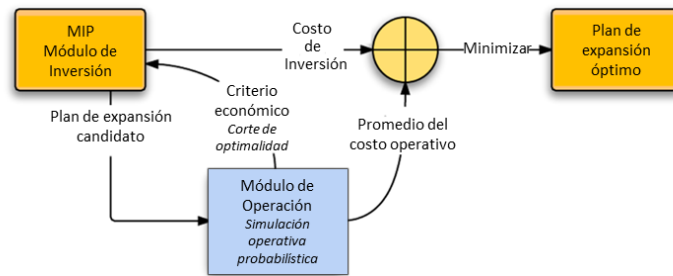 MIP
Módulo de
Inversión
Costo
de
Inversión
Minimizar
Plan de
expansión
óptimo
Plan de expansión
candidato
Criterio
económico
Corte de
optimalidad
Promedio del
costo operativo
Módulo de
Operación
Simulación
operativa
probabilística